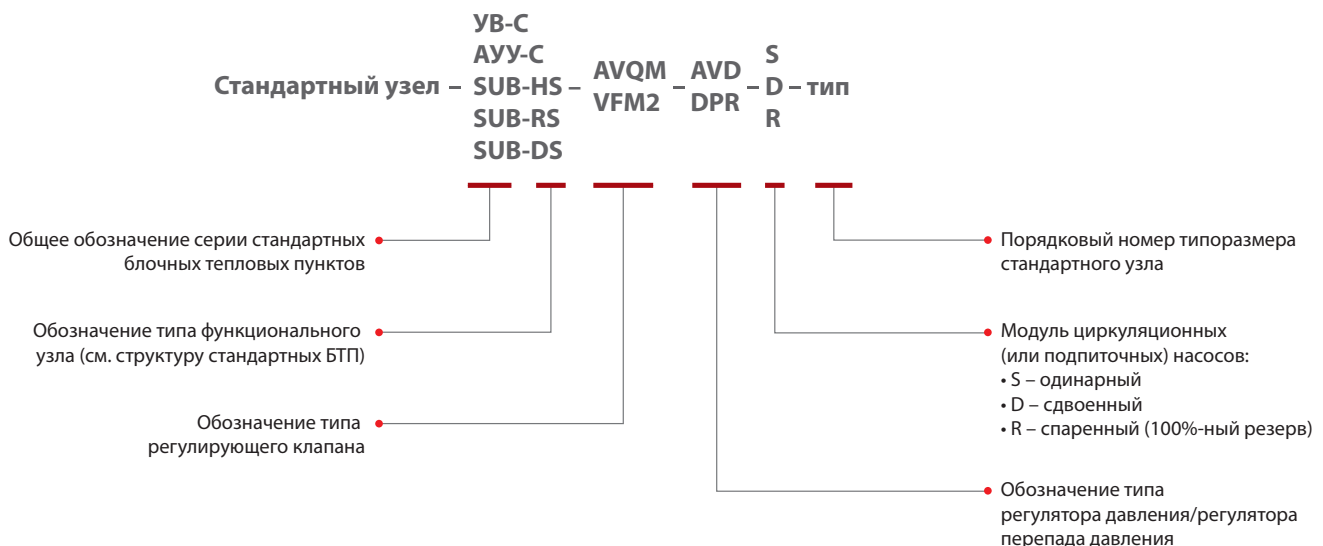 УВ-С
АУУ-С
Стандартный узел – SUB-HS – AVQM – AVD – S – тип
VFM2 DPR D
SUB-RS R
SUB-DS
Общее обозначение серии стандартных
блочных тепловых пунктов
Обозначение типа функционального
узла (см. структуру стандартных БТП)
Обозначение типа
регулирующего клапана
Порядковый номер типоразмера
стандартного узла
Модуль циркуляционных
(или подпиточных) насосов:
• S – одинарный
• D – сдвоенный
• R – спаренный (100%-ный резерв)
Обозначение типа
регулятора давления/регулятора
перепада давления